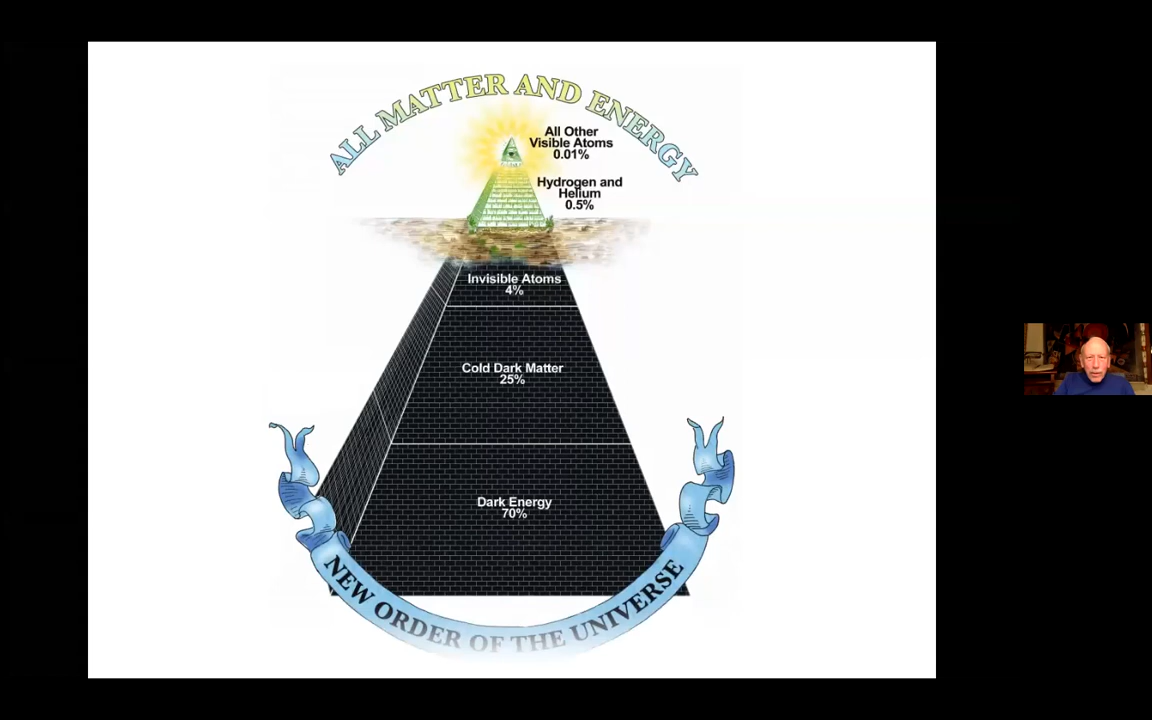 ALL MATTER AND ENERGY
All Other
Visible Atoms
0.01%
Hydrogen and
Helium
0.5%
Invisible Atoms
4%
Cold Dark Matter
25%
Dark Energy
70%
NEW ORDER OF THE UNIVERSE